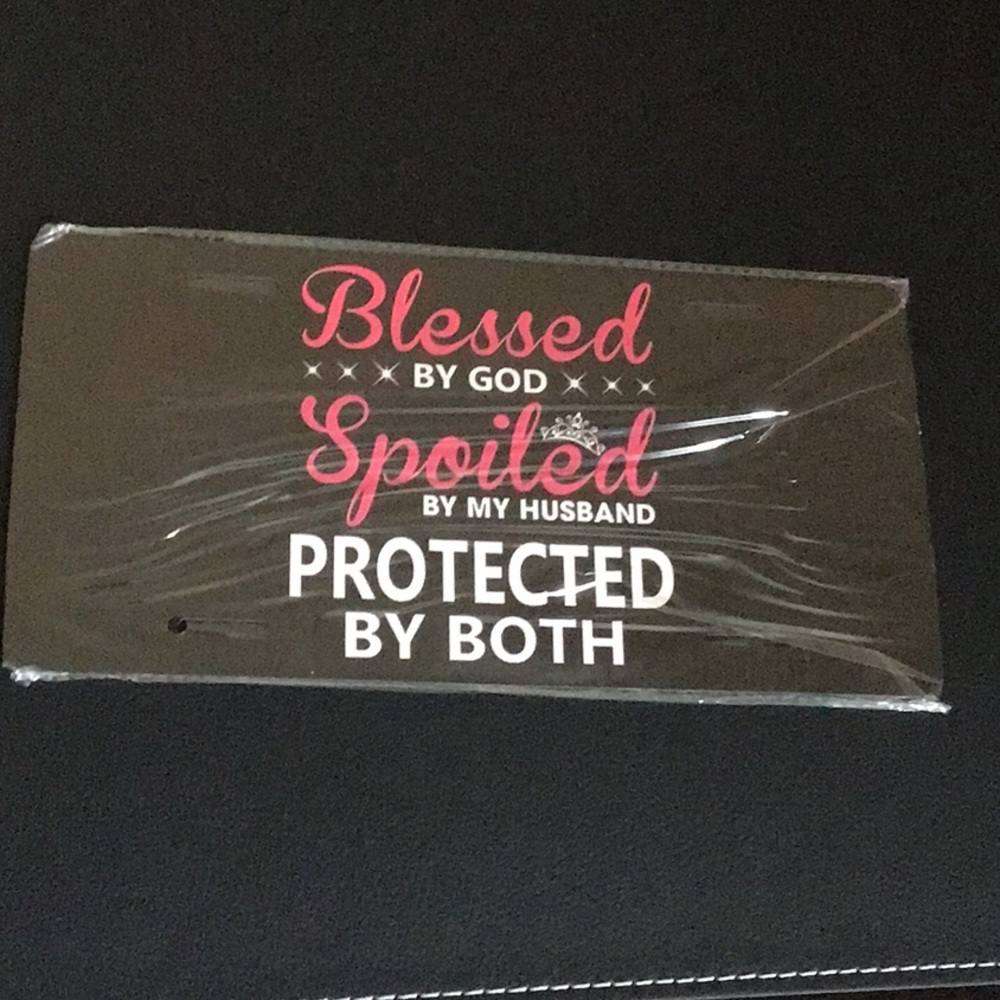 Blessed
BY GOD
Spoiled
BY MY HUSBAND
PROTECTED
BY BOTH